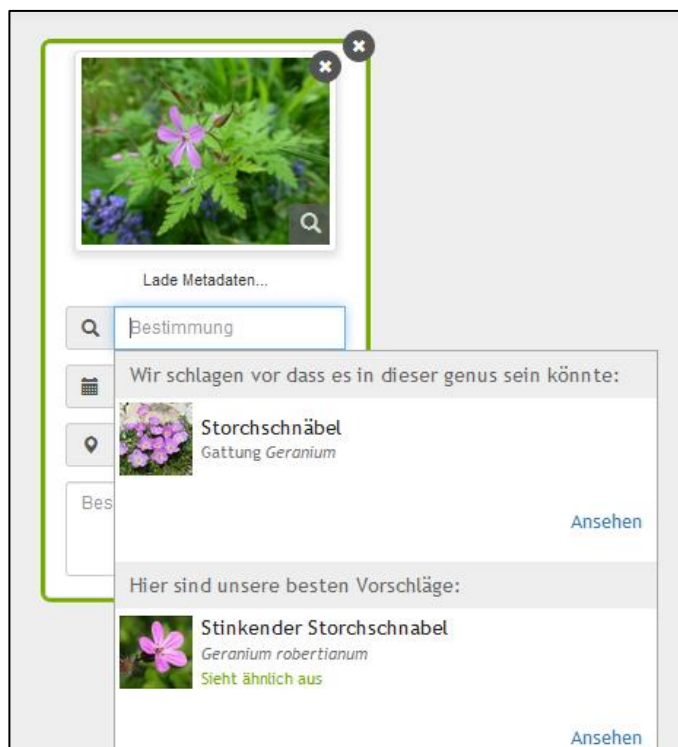 Lade Metadaten...
Bestimmung
Wir schlagen vor dass es in dieser genus sein könnte:
Storchschnäbel
Gattung Geranium
Ansehen
Bes
Hier sind unsere besten Vorschläge:
Stinkender Storchschnabel
Geranium robertianum
Sieht ähnlich aus
Ansehen